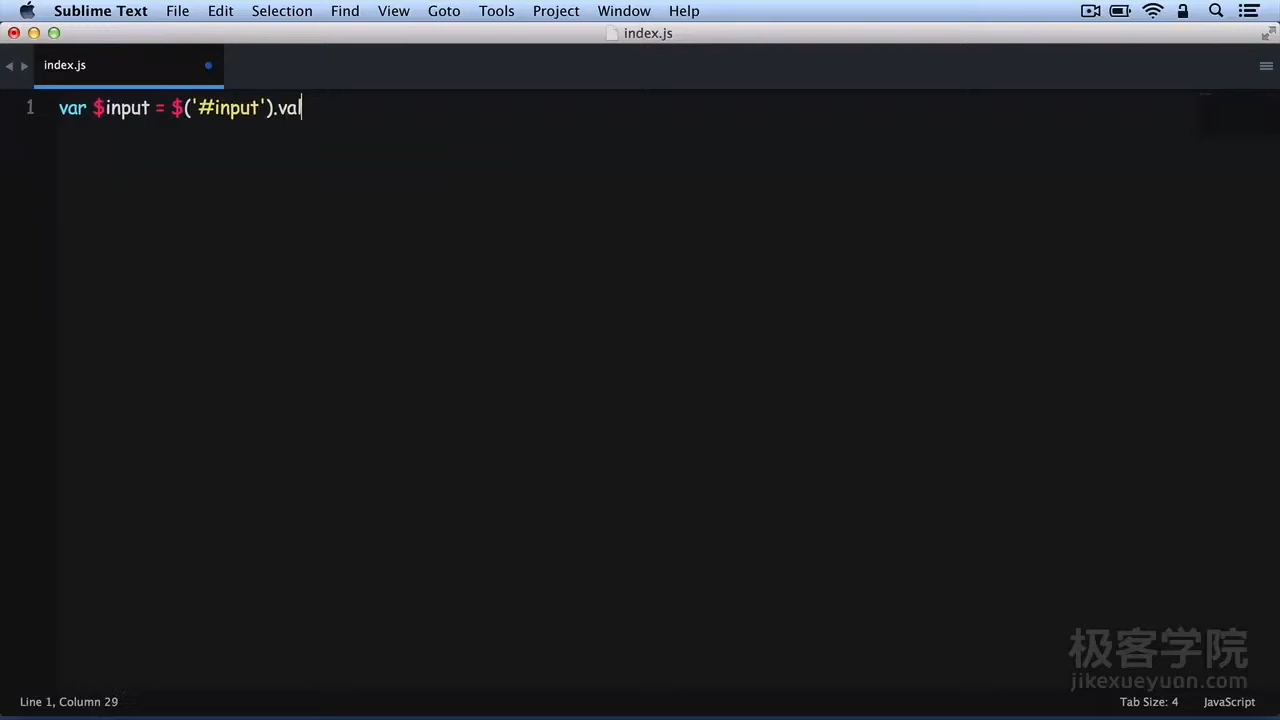 Sublime Text File Edit Selection Find View Goto Tools Project Window Help
index.js
index.js
1 var $input = $('#input').val
极客学院
jikexueyuan.com
Line 1, Column 29 Tab Size: 4 JavaScript